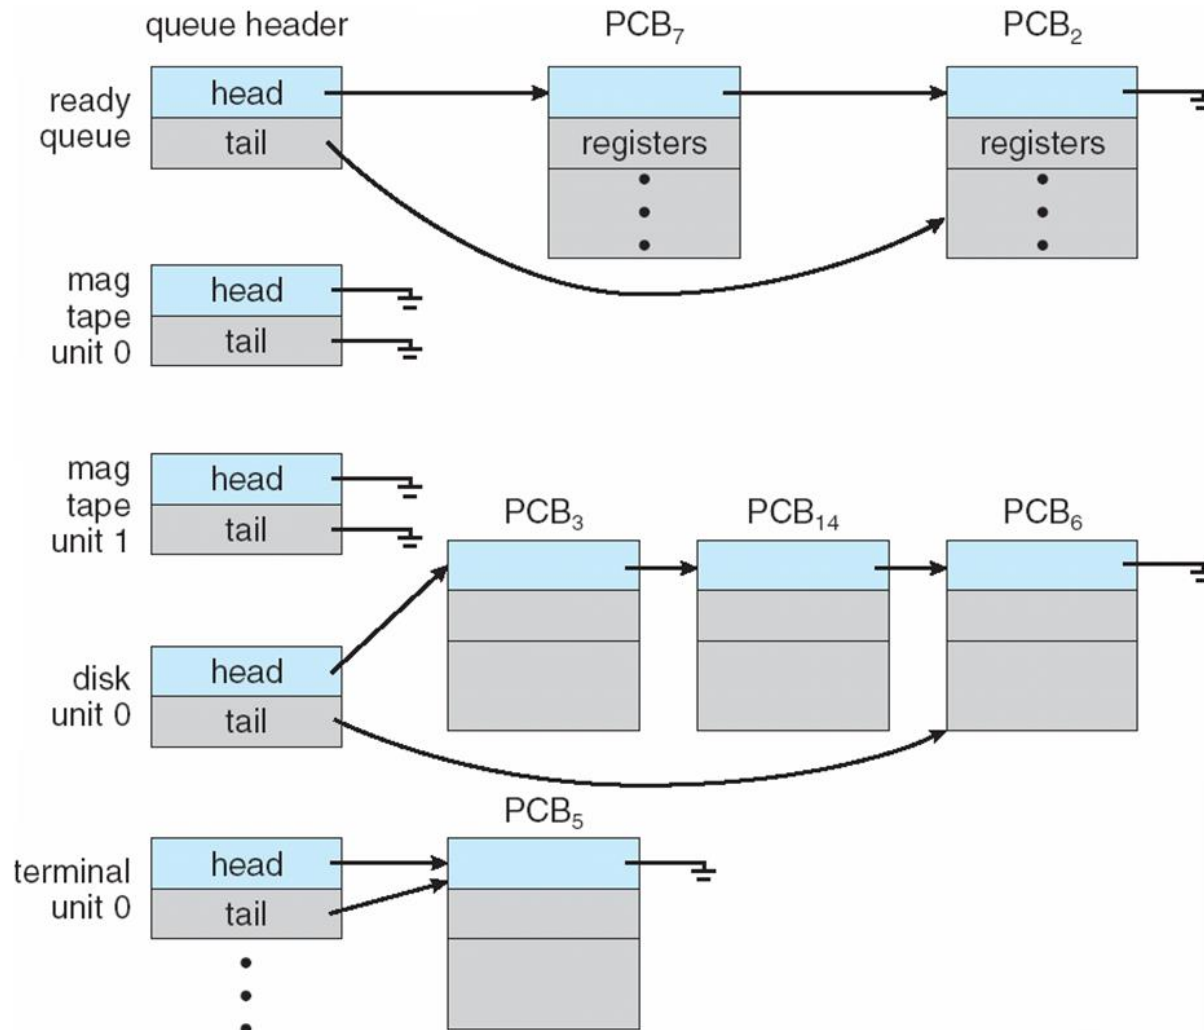 queue header
PCB₇
PCB₂
ready
queue
head
tail
registers
registers
mag
tape
unit 0
head
tail
mag
tape
unit 1
head
tail
PCB₃
PCB₁₄
PCB₆
disk
unit 0
head
tail
PCB₅
terminal
unit 0
head
tail